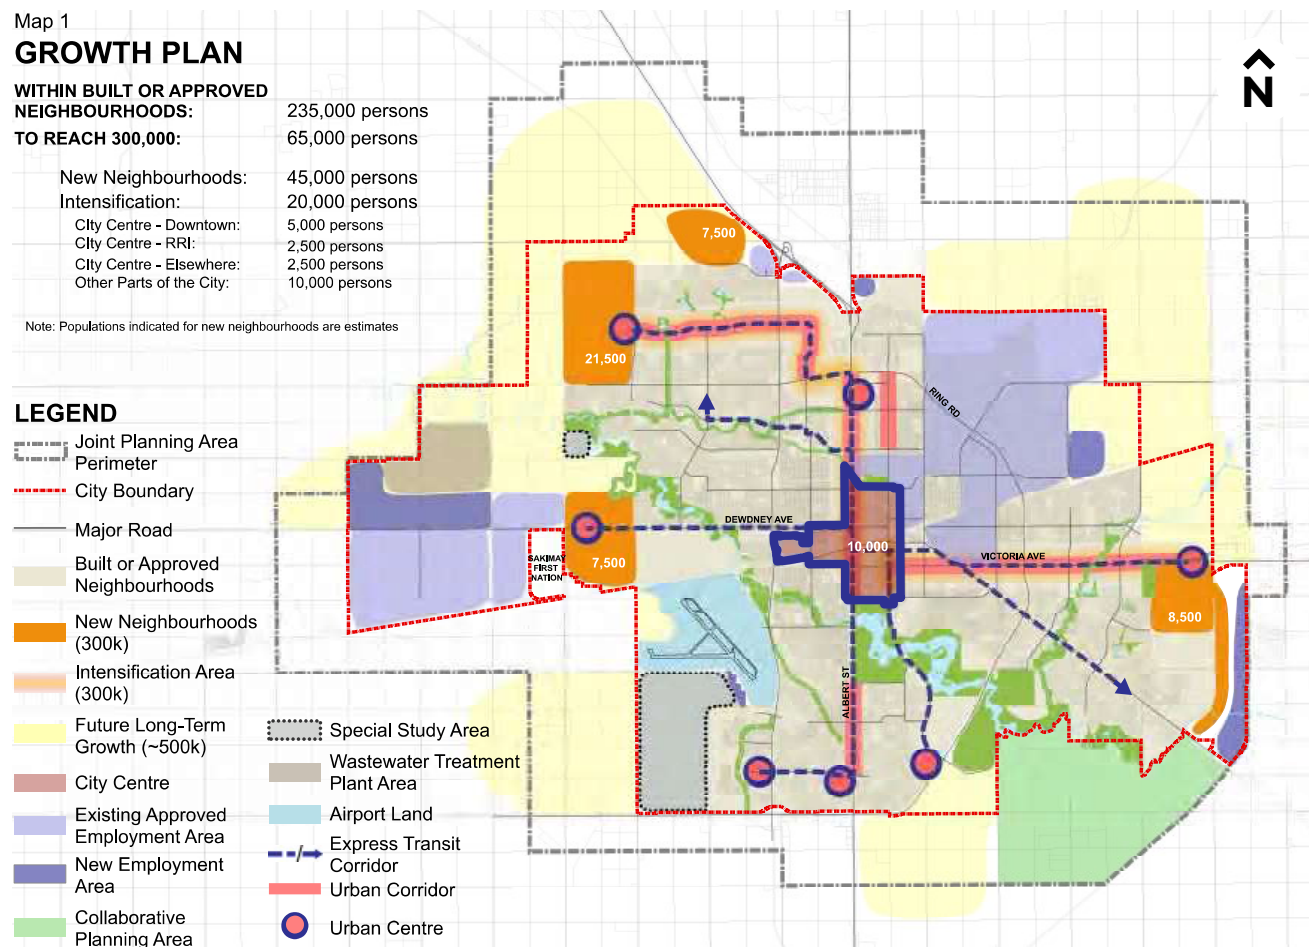 Map 1
GROWTH PLAN
WITHIN BUILT OR APPROVED
NEIGHBOURHOODS: 235,000 persons
TO REACH 300,000: 65,000 persons
New Neighbourhoods: 45,000 persons
Intensification: 20,000 persons
CIty Centre - Downtown: 5,000 persons
CIty Centre - RRI: 2,500 persons
CIty Centre - Elsewhere: 2,500 persons
Other Parts of the City: 10,000 persons
Note: Populations indicated for new neighbourhoods are estimates
N
7,500
21,500
RING RD
DEWDNEY AVE
10,000
VICTORIA AVE
SAKIMAY
FIRST
NATION
7,500
8,500
ALBERT ST
LEGEND
Joint Planning Area
Perimeter
City Boundary
Major Road
Built or Approved
Neighbourhoods
New Neighbourhoods
(300k)
Intensification Area
(300k)
Future Long-Term
Growth (~500k)
City Centre
Existing Approved
Employment Area
New Employment
Area
Collaborative
Planning Area
Special Study Area
Wastewater Treatment
Plant Area
Airport Land
Express Transit
Corridor
Urban Corridor
Urban Centre